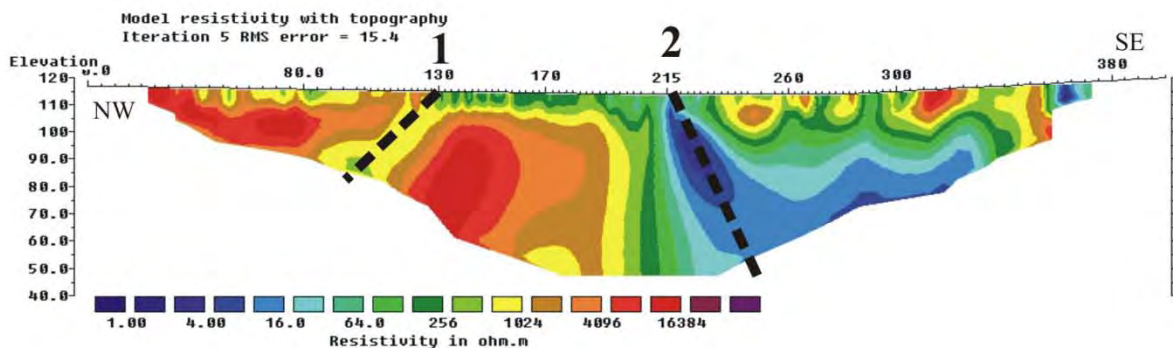 Model resistivity with topography
Iteration 5 RMS error = 15.4
1
2
SE
Elevation
.0 80.0 130 170 215 260 300 380
120
110
NW
100
90.0
80.0
70.0
60.0
50.0
40.0
1.00 4.00 16.0 64.0 256 1024 4096 16384
Resistivity in ohm.m